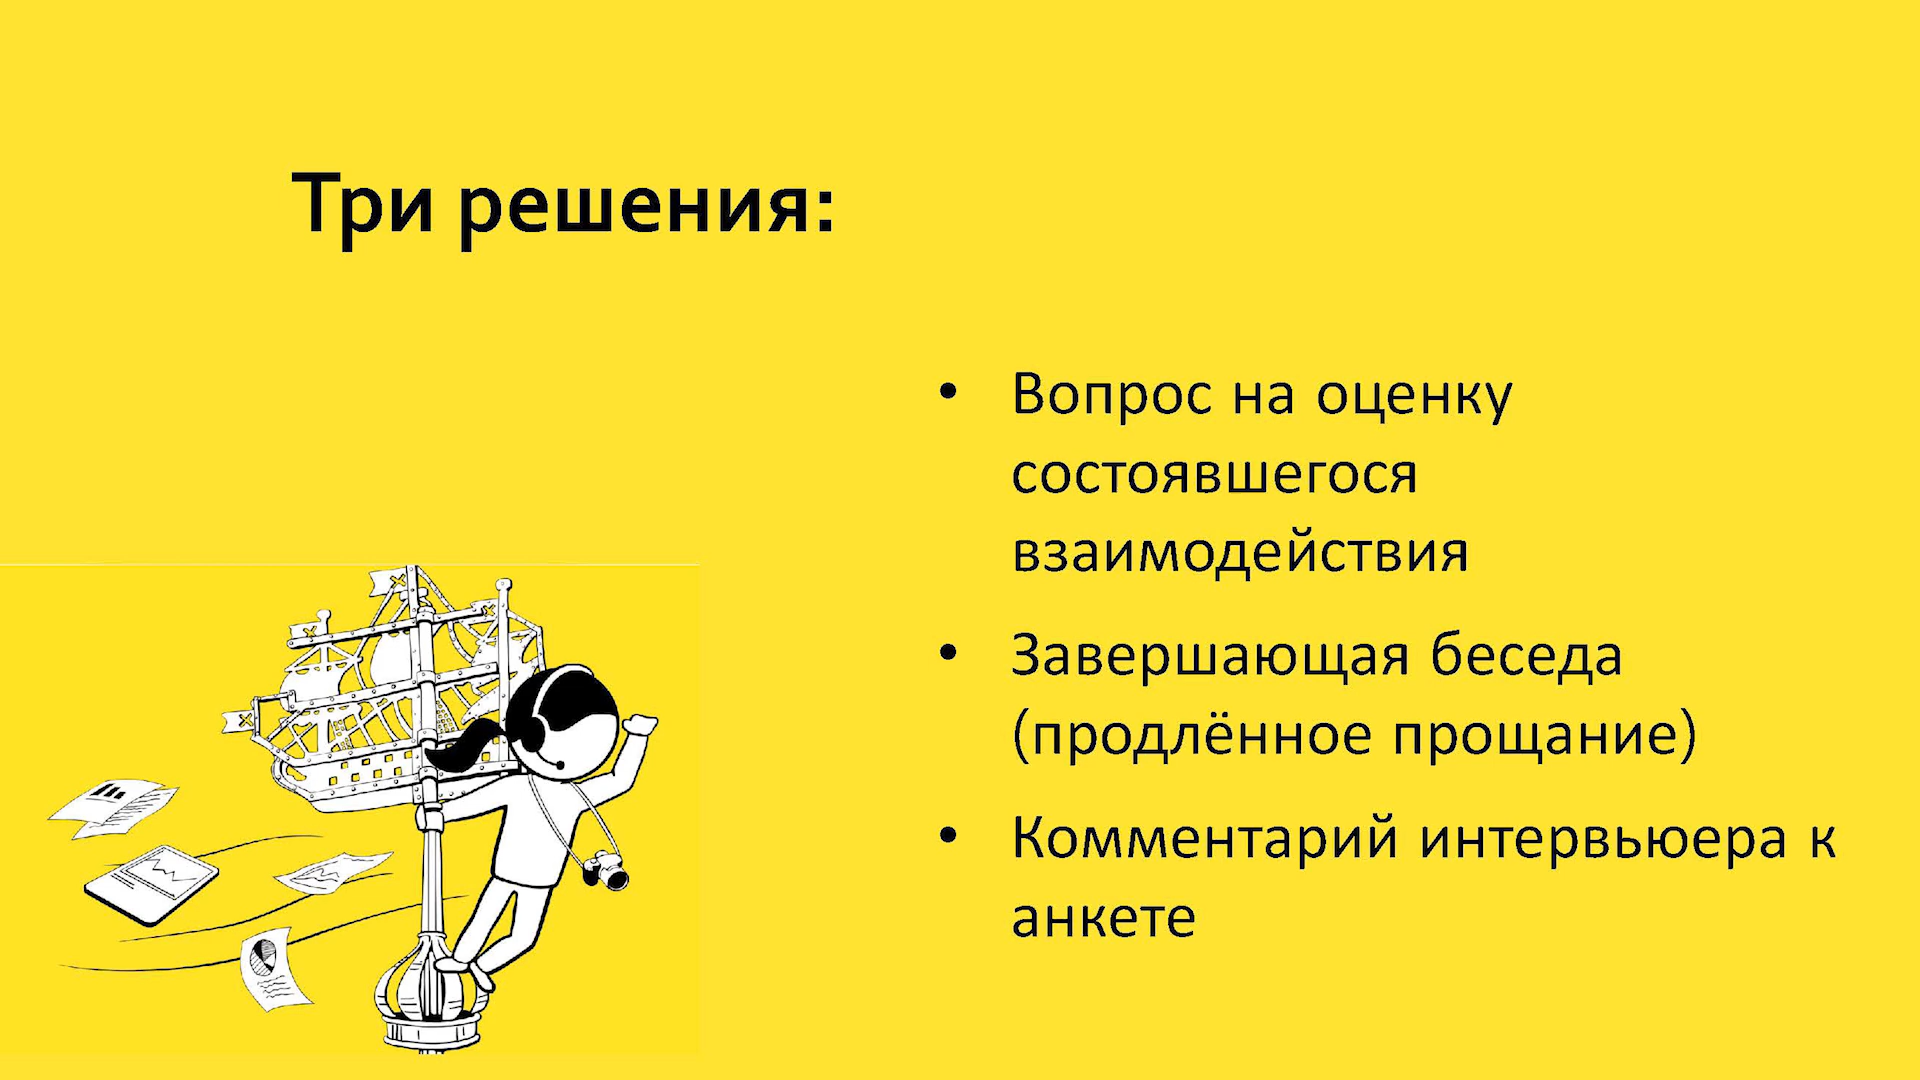 Три решения:
• Вопрос на оценку
состоявшегося
взаимодействия
• Завершающая беседа
(продлённое прощание)
• Комментарий интервьюера к
анкете